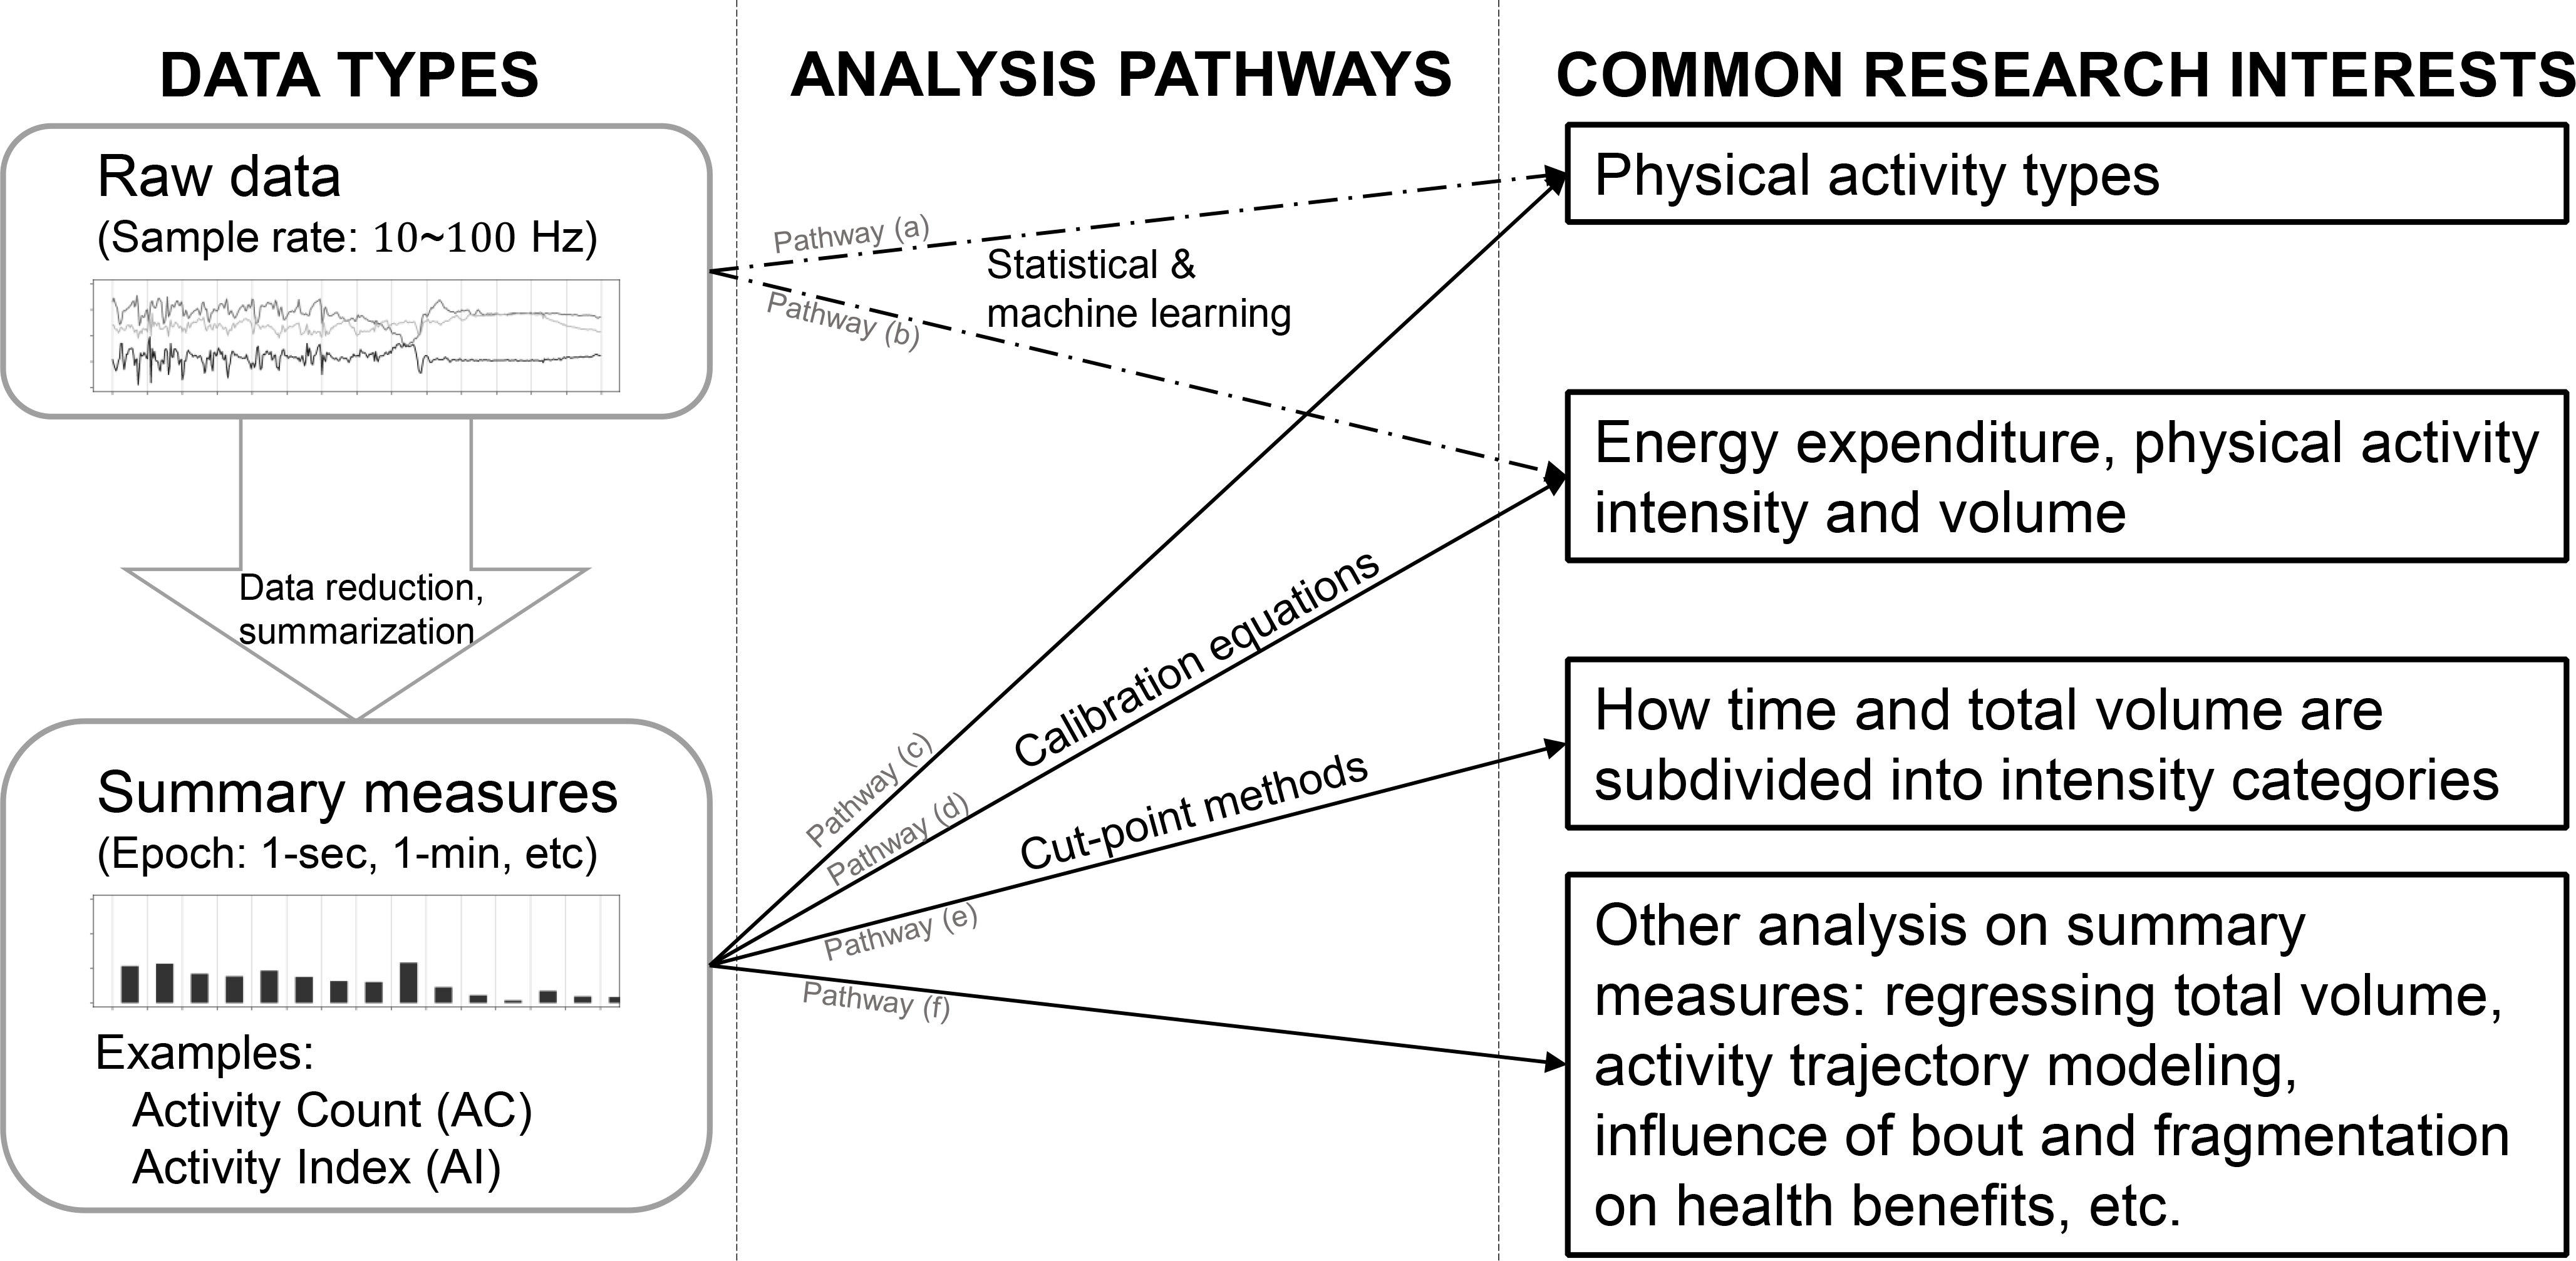 DATA TYPES
ANALYSIS PATHWAYS
COMMON RESEARCH INTERESTS
Raw data
(Sample rate: 10~100 Hz)
Data reduction,
summarization
Summary measures
(Epoch: 1-sec, 1-min, etc)
Examples:
Activity Count (AC)
Activity Index (AI)
Pathway (a)
Statistical &
machine learning
Pathway (b)
Pathway (c)
Calibration equations
Pathway (d)
Cut-point methods
Pathway (e)
Pathway (f)
Physical activity types
Energy expenditure, physical activity
intensity and volume
How time and total volume are
subdivided into intensity categories
Other analysis on summary
measures: regressing total volume,
activity trajectory modeling,
influence of bout and fragmentation
on health benefits, etc.